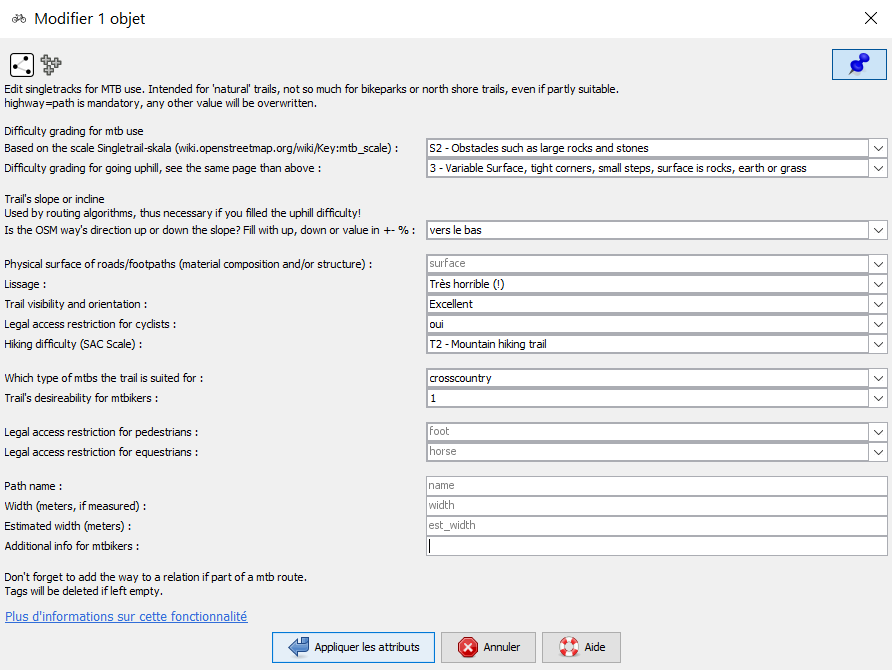 Modifier 1 objet
Edit singletracks for MTB use. Intended for 'natural' trails, not so much for bikeparks or north shore trails, even if partly suitable.
highway=path is mandatory, any other value will be overwritten.
Difficulty grading for mtb use
Based on the scale Singletrail-skala (wiki.openstreetmap.org/wiki/Key:mtb_scale) : S2 - Obstacles such as large rocks and stones
Difficulty grading for going uphill, see the same page than above : 3 - Variable Surface, tight corners, small steps, surface is rocks, earth or grass
Trail's slope or incline
Used by routing algorithms, thus necessary if you filled the uphill difficulty!
Is the OSM way's direction up or down the slope? Fill with up, down or value in +- % : vers le bas
Physical surface of roads/footpaths (material composition and/or structure) : surface
Lissage : Très horrible (!)
Trail visibility and orientation : Excellent
Legal access restriction for cyclists : oui
Hiking difficulty (SAC Scale) : T2 - Mountain hiking trail
Which type of mtbs the trail is suited for : crosscountry
Trail's desireability for mtbikers : 1
Legal access restriction for pedestrians : foot
Legal access restriction for equestrians : horse
Path name : name
Width (meters, if measured) : width
Estimated width (meters) : est_width
Additional info for mtbikers :
Don't forget to add the way to a relation if part of a mtb route.
Tags will be deleted if left empty.
Plus d'informations sur cette fonctionnalité
Appliquer les attributs Annuler Aide